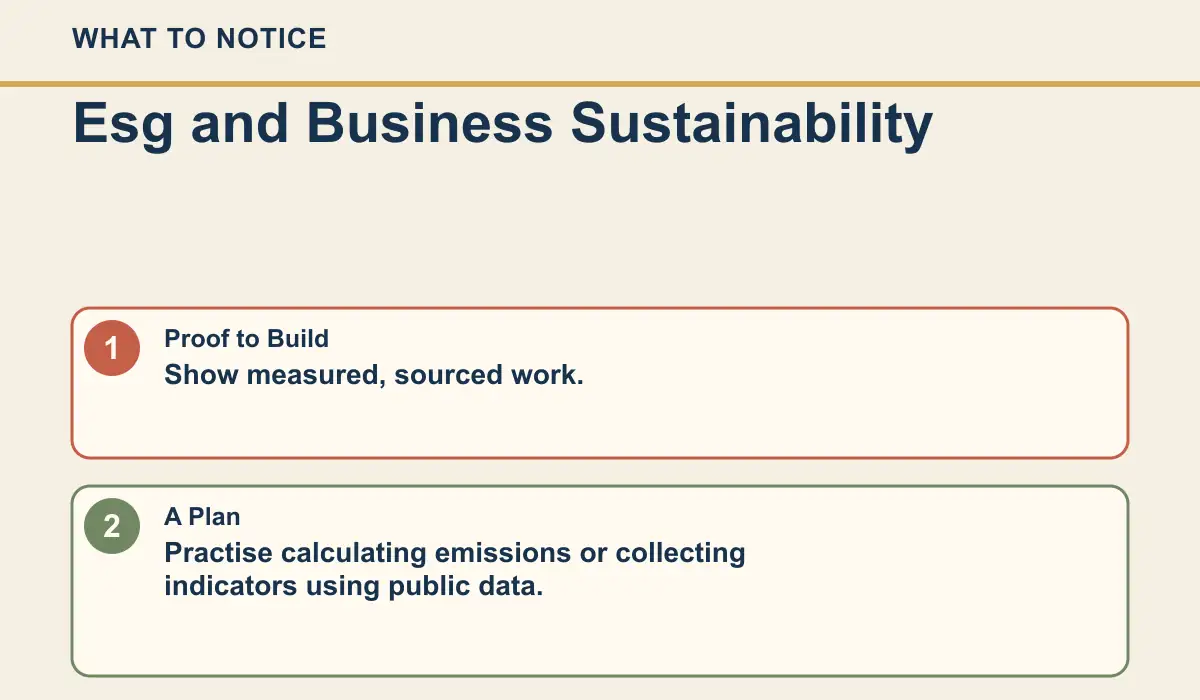 WHAT TO NOTICE
Esg and Business Sustainability
1
Proof to Build
Show measured, sourced work.
2
A Plan
Practise calculating emissions or collecting
indicators using public data.